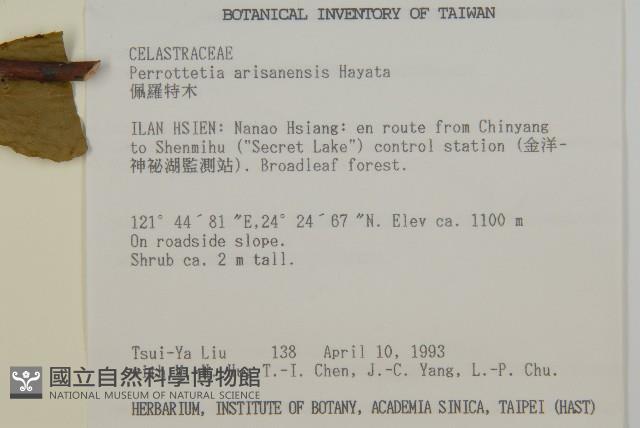 BOTANICAL INVENTORY OF TAIWAN
CELASTRACEAE
Perrottetia arisanensis Hayata
佩羅特木
ILAN HSIEN: Nanao Hsiang: en route from Chinyang
to Shenmihu ("Secret Lake") control station (金洋-
神祕湖監測站). Broadleaf forest.
121° 44´81 ″E,24° 24´67 ″N. Elev ca. 1100 m
On roadside slope.
Shrub ca. 2 m tall.
Tsui-Ya Liu 138 April 10, 1993
T.-I. Chen, J.-C. Yang, L.-P. Chu.
國立自然科學博物館
NATIONAL MUSEUM OF NATURAL SCIENCE
HERBARIUM, INSTITUTE OF BOTANY, ACADEMIA SINICA, TAIPEI (HAST)